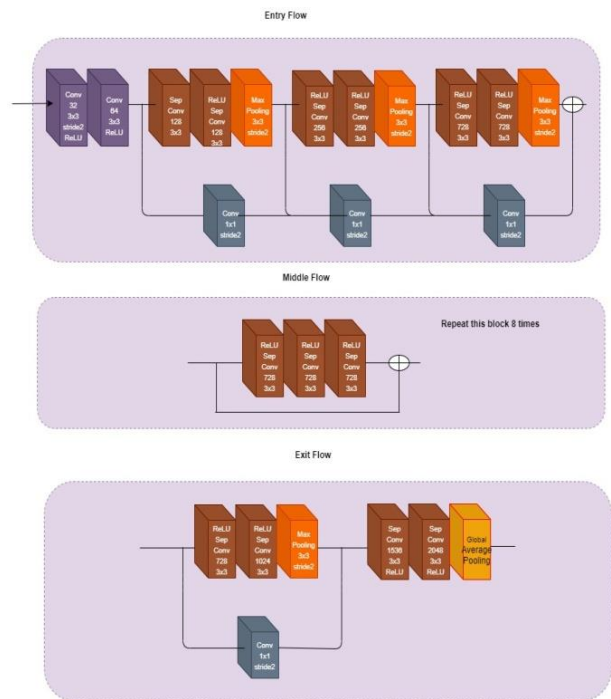 Entry Flow
Conv
32
3x3
stride2
ReLU
Conv
64
3x3
ReLU
Sep
Conv
128
3x3
ReLU
Sep
Conv
128
3x3
Max
Pooling
3x3
stride2
ReLU
Sep
Conv
256
3x3
ReLU
Sep
Conv
256
3x3
Max
Pooling
3x3
stride2
ReLU
Sep
Conv
728
3x3
ReLU
Sep
Conv
728
3x3
Max
Pooling
3x3
stride2
Conv
1x1
stride2
Conv
1x1
stride2
Conv
1x1
stride2
Middle Flow
Repeat this block 8 times
ReLU
Sep
Conv
728
3x3
ReLU
Sep
Conv
728
3x3
ReLU
Sep
Conv
728
3x3
Exit Flow
ReLU
Sep
Conv
728
3x3
ReLU
Sep
Conv
1024
3x3
Max
Pooling
3x3
stride2
Sep
Conv
1536
3x3
ReLU
Sep
Conv
2048
3x3
ReLU
Global
Average
Pooling
Conv
1x1
stride2